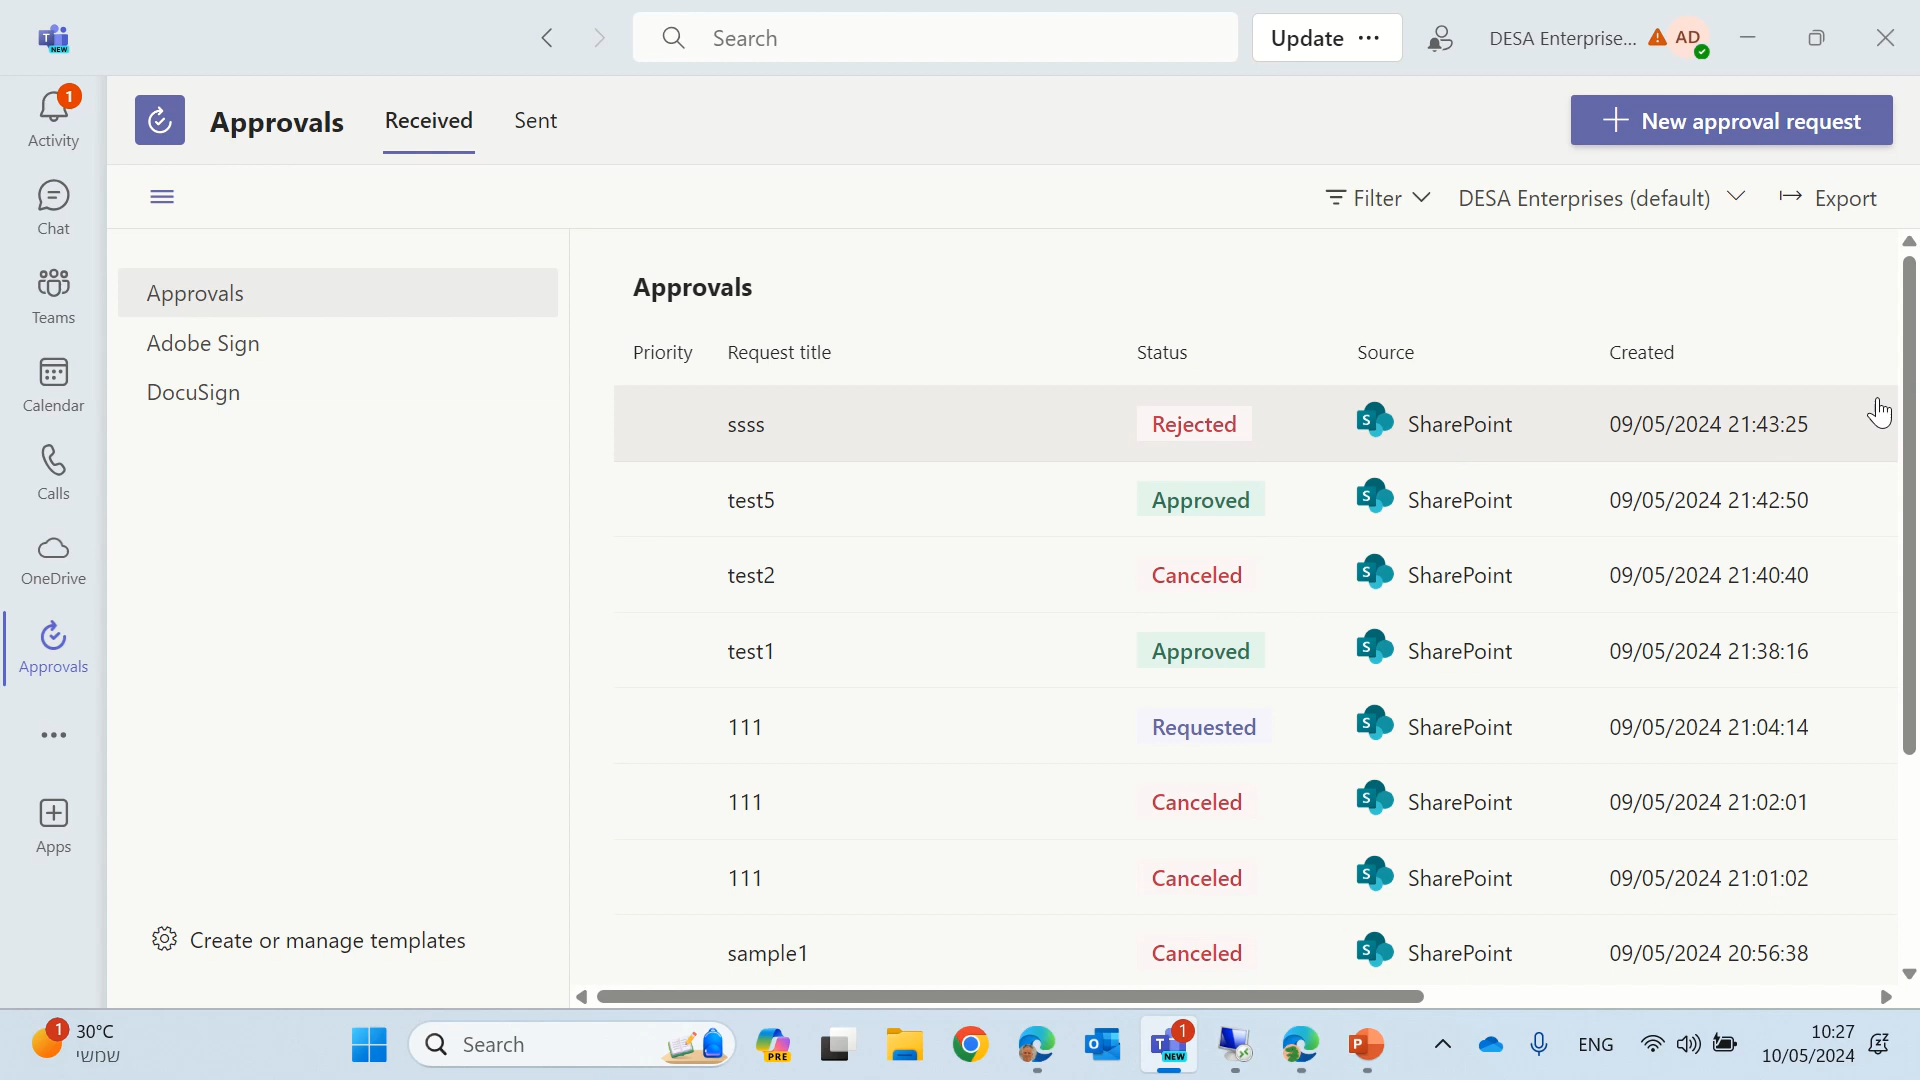 T NEW
Search
Update ···
DESA Enterprise...
AD
1
Activity
Chat
Teams
Calendar
Calls
OneDrive
Approvals
Apps
Approvals
Received
Sent
New approval request
Filter
DESA Enterprises (default)
Export
Approvals
Adobe Sign
DocuSign
Create or manage templates
Approvals
Priority Request title Status Source Created
ssss Rejected S SharePoint 09/05/2024 21:43:25
test5 Approved S SharePoint 09/05/2024 21:42:50
test2 Canceled S SharePoint 09/05/2024 21:40:40
test1 Approved S SharePoint 09/05/2024 21:38:16
111 Requested S SharePoint 09/05/2024 21:04:14
111 Canceled S SharePoint 09/05/2024 21:02:01
111 Canceled S SharePoint 09/05/2024 21:01:02
sample1 Canceled S SharePoint 09/05/2024 20:56:38
1
30°C
שמשי
Search
PRE
O
T NEW 1
P
ENG
10:27
10/05/2024